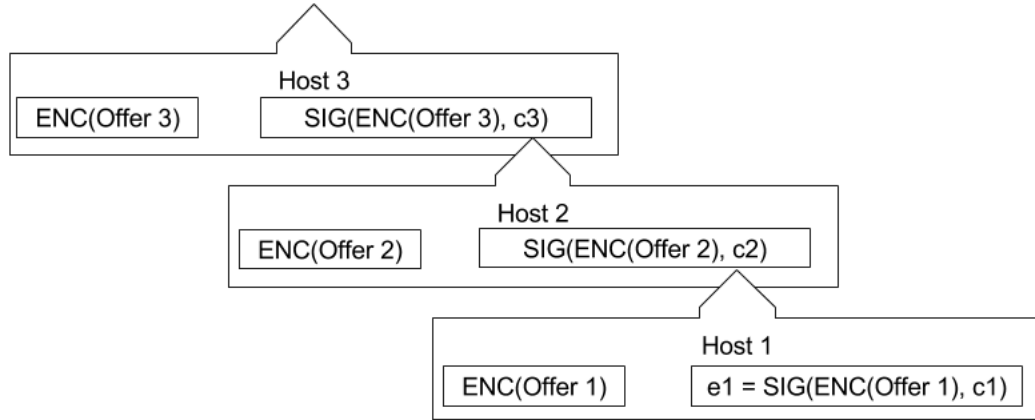 Host 3
ENC(Offer 3) SIG(ENC(Offer 3), c3)
Host 2
ENC(Offer 2) SIG(ENC(Offer 2), c2)
Host 1
ENC(Offer 1) e1 = SIG(ENC(Offer 1), c1)